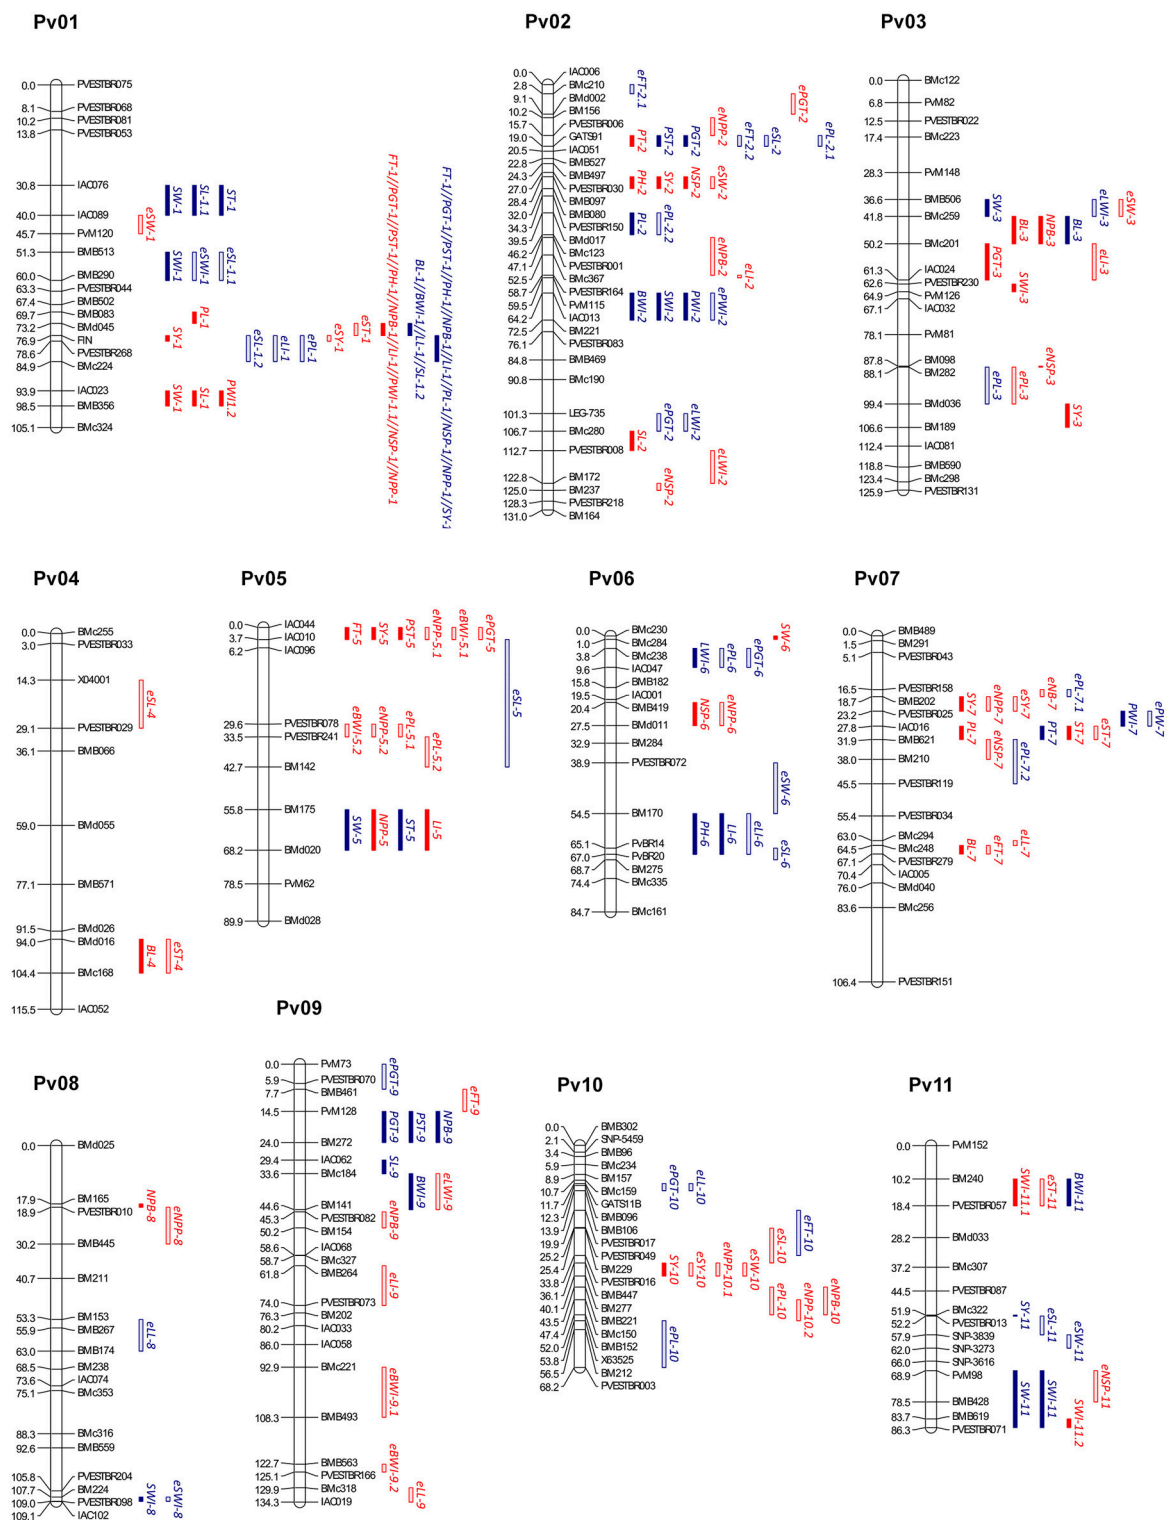 Pv01
0.0 PVESTBR075
8.1 PVESTBR068
10.2 PVESTBR081
13.8 PVESTBR053
30.8 IAC076
40.0 IAC089
45.7 PvM120
51.3 BMB513
60.0 BMB290
63.3 PVESTBR044
67.4 BMB502
69.7 BMB083
73.2 BMd045
76.9 FIN
78.6 PVESTBR268
84.9 BMc224
93.9 IAC023
98.5 BMB356
105.1 BMc324
SW-1
SL-1.1
ST-1
eSW-1
SWI-1
eSWI-1
eSL-1.1
PL-1
SY-1
eSL-1.2
eLI-1
ePL-1
eSY-1
eST-1
SW-1
SL-1
PWI1.2
FT-1//PGT-1//PST-1//PH-1//NPB-1//LI-1//PWI-1.1//NSP-1//NPP-1
BL-1//BWI-1//LL-1//SL-1.2
FT-1//PGT-1//PST-1//PH-1//NPB-1//LI-1//PL-1//NSP-1//NPP-1//SY-1
Pv02
0.0 IAC006
2.8 BMc210
9.1 BMd002
10.2 BM156
15.7 PVESTBR006
19.0 GATS91
20.5 IAC051
22.8 BMB527
24.3 BMB497
27.0 PVESTBR030
28.4 BMB097
32.0 BMB080
34.3 PVESTBR150
39.5 BMd017
46.2 BMc123
47.1 PVESTBR001
52.5 BMc367
58.7 PVESTBR164
59.5 PVM115
64.2 IAC013
72.5 BM221
76.1 PVESTBR083
84.8 BMB469
90.8 BMc190
101.3 LEG-735
106.7 BMc280
112.7 PVESTBR008
122.8 BM172
125.0 BM237
128.3 PVESTBR218
131.0 BM164
eFT-2.1
ePGT-2
eNPP-2
PT-2
PST-2
PGT-2
eFT-2.2
eSL-2
ePL-2.1
PH-2
SY-2
NSP-2
eSW-2
PL-2
ePL-2.2
eNPB-2
eLI-2
BWI-2
SWI-2
PWI-2
ePWI-2
ePGT-2
eLWI-2
SL-2
eLWI-2
eNSP-2
Pv03
0.0 BMc122
6.8 PvM82
12.5 PVESTBR022
17.4 BMc223
28.3 PVM148
36.6 BMB506
41.8 BMc259
50.2 BMc201
61.3 IAC024
62.6 PVESTBR230
64.9 PvM126
67.1 IAC032
78.1 PvM81
87.8 BM098
88.1 BM282
99.4 BMd036
106.6 BM189
112.4 IAC081
118.8 BMB590
123.4 BMc298
125.9 PVESTBR131
SW-3
eLWI-3
eSW-3
BL-3
NPB-3
BL-3
PGT-3
eLI-3
SWI-3
eNSP-3
ePL-3
ePL-3
SY-3
Pv04
0.0 BMc255
3.0 PVESTBR033
14.3 X04001
29.1 PVESTBR029
36.1 BMB066
59.0 BMd055
77.1 BMB571
91.5 BMd026
94.0 BMd016
104.4 BMc168
115.5 IAC052
eSL-4
BL-4
eST-4
Pv05
0.0 IAC044
3.7 IAC010
6.2 IAC096
29.6 PVESTBR078
33.5 PVESTBR241
42.7 BM142
55.8 BM175
68.2 BMd020
78.5 PvM62
89.9 BMd028
FT-5
SY-5
PST-5
eNPP-5.1
eBWI-5.1
ePGT-5
eSL-5
eBWI-5.2
eNPP-5.2
ePL-5.1
ePL-5.2
SW-5
NPP-5
ST-5
LI-5
Pv06
0.0 BMc230
1.0 BMc284
3.8 BMc238
9.6 IAC047
15.8 BMB182
19.5 IAC001
20.4 BMB419
27.5 BMd011
32.9 BM284
38.9 PVESTBR072
54.5 BM170
65.1 PvBR14
67.0 PvBR20
68.7 BM275
74.4 BMc335
84.7 BMc161
SW-6
LWI-6
ePL-6
ePGT-6
NSP-6
eNPP-6
eSW-6
PH-6
LI-6
eLI-6
eSL-6
Pv07
0.0 BMB489
1.5 BM291
5.1 PVESTBR043
16.5 PVESTBR158
18.7 BMB202
23.2 PVESTBR025
27.8 IAC016
31.9 BMB621
38.0 BM210
45.5 PVESTBR119
55.4 PVESTBR034
63.0 BMc294
64.5 BMc248
67.1 PVESTBR279
70.4 IAC005
76.0 BMd040
83.6 BMc256
106.4 PVESTBR151
eNB-7
ePL-7.1
SY-7
eNPP-7
eSY-7
PWI-7
ePW-7
PL-7
PT-7
ST-7
eST-7
eNSP-7
ePL-7.2
BL-7
eFT-7
eLL-7
Pv08
0.0 BMd025
17.9 BM165
18.9 PVESTBR010
30.2 BMB445
40.7 BM211
53.3 BM153
55.9 BMB267
63.0 BMB174
68.5 BM238
73.6 IAC074
75.1 BMc353
88.3 BMc316
92.6 BMB559
105.8 PVESTBR204
107.7 BM224
109.0 PVESTBR098
109.1 IAC102
NPB-8
eNPP-8
eLL-8
SWI-8
eSWI-8
Pv09
0.0 PvM73
5.9 PVESTBR070
7.7 BMB461
14.5 PvM128
24.0 BM272
29.4 IAC062
33.6 BMc184
44.6 BM141
45.3 PVESTBR082
50.2 BM154
58.6 IAC068
58.7 BMc327
61.8 BMB264
74.0 PVESTBR073
76.3 BM202
80.2 IAC033
86.0 IAC058
92.9 BMc221
108.3 BMB493
122.7 BMB563
125.1 PVESTBR166
129.9 BMc318
134.3 IAC019
ePGT-9
eFT-9
PGT-9
PST-9
NPB-9
SL-9
BWI-9
eLWI-9
eNPB-9
eLI-9
eBWI-9.1
eBWI-9.2
eLL-9
Pv10
0.0 BMB302
2.1 SNP-5459
3.4 BMB96
5.9 BMc234
8.9 BM157
10.7 BMc159
11.7 GATS11B
12.3 BMB096
13.9 BMB106
19.9 PVESTBR017
25.2 PVESTBR049
25.4 BM229
33.8 PVESTBR016
36.1 BMB447
40.1 BM277
43.5 BMB221
47.4 BMc150
52.0 BMB152
53.8 X63525
56.5 BM212
68.2 PVESTBR003
ePGT-10
eLL-10
eFT-10
eSL-10
SY-10
eSY-10
eNPP-10.1
eSW-10
ePL-10
eNPP-10.2
eNPB-10
ePL-10
Pv11
0.0 PvM152
10.2 BM240
18.4 PVESTBR057
28.2 BMd033
37.2 BMc307
44.5 PVESTBR087
51.9 BMc322
52.2 PVESTBR013
57.9 SNP-3839
62.0 SNP-3273
66.0 SNP-3616
68.9 PvM98
78.5 BMB428
83.7 BMB619
86.3 PVESTBR071
SWI-11.1
eST-11
BWI-11
SY-11
eSL-11
eSW-11
SW-11
SWI-11
eNSP-11
SWI-11.2